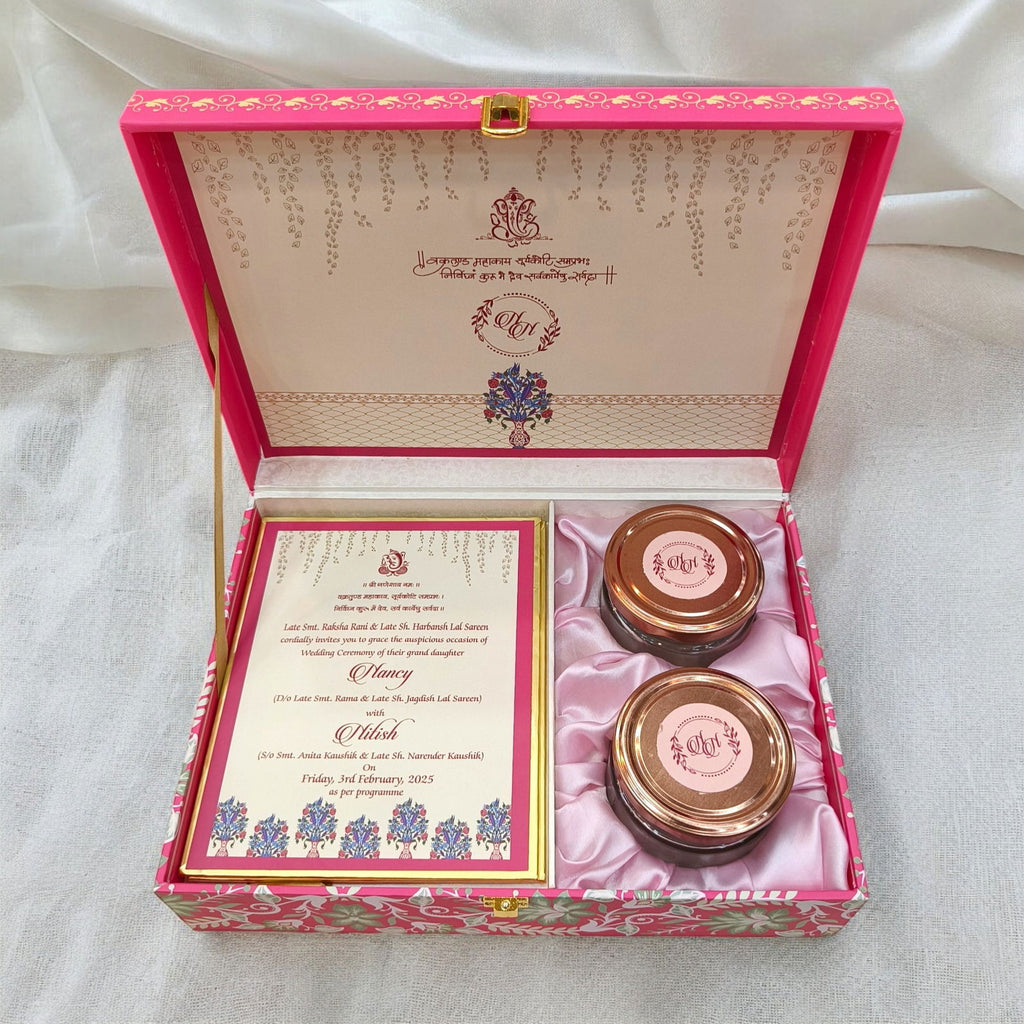 ॥ वक्रतुण्ड महाकाय सूर्यकोटि समप्रभः
निर्विघ्नं कुरू मे देव सर्वकार्येषु सर्वदा ॥
NN
॥ श्री गणेशाय नमः ॥
वक्रतुण्ड महाकाय, सूर्यकोटि समप्रभः।
निर्विघ्न कुरू मे देव, सर्व कार्येषु सर्वदा ॥
Late Smt. Raksha Rani & Late Sh. Harbansh Lal Sareen
cordially invites you to grace the auspicious occasion of
Wedding Ceremony of their grand daughter
Nancy
(D/o Late Smt. Rama & Late Sh. Jagdish Lal Sareen)
with
Nitish
(S/o Smt. Anita Kaushik & Late Sh. Narender Kaushik)
On
Friday, 3rd February, 2025
as per programme
NN
NN